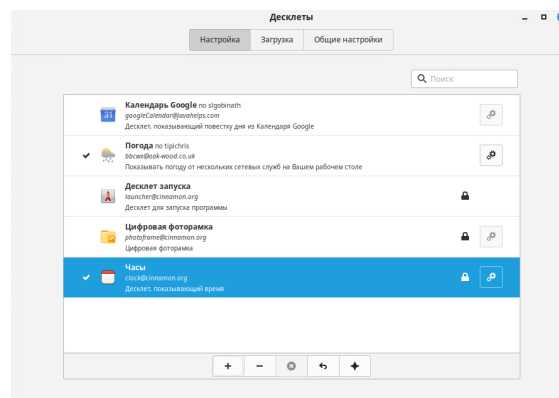 Десклеты
Настройка Загрузка Общие настройки
Поиск
Календарь Google по slgobinath
31
googleCalendar@javahelps.com
Десклет, показывающий повестку дня из Календаря Google
Погода по tipichris
bbcwx@oak-wood.co.uk
Показывать погоду от нескольких сетевых служб на Вашем рабочем столе
Десклет запуска
launcher@cinnamon.org
Десклет для запуска программы
Цифровая фоторамка
photoframe@cinnamon.org
Цифровая фоторамка
Часы
clock@cinnamon.org
Десклет, показывающий время